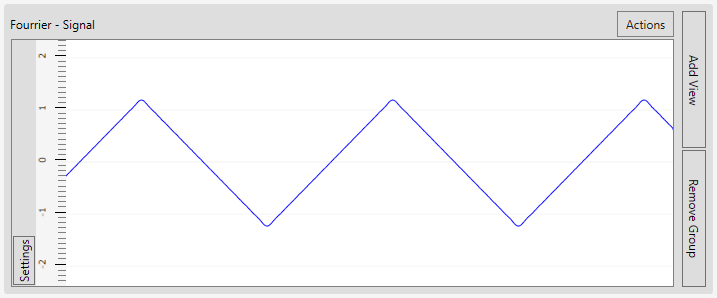 Fourrier - Signal
Actions
Add View
Remove Group
Settings
2
1
0
-1
-2